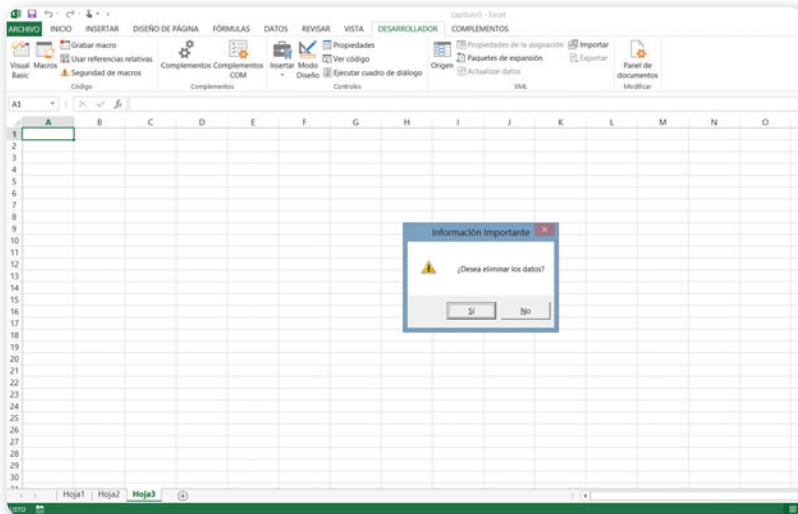 capitulo5 - Excel
ARCHIVO INICIO INSERTAR DISEÑO DE PÁGINA FÓRMULAS DATOS REVISAR VISTA DESARROLLADOR COMPLEMENTOS
Visual Basic
Macros
Grabar macro
Usar referencias relativas
Seguridad de macros
Código
Complementos
Complementos COM
Complementos
Insertar
Modo Diseño
Propiedades
Ver código
Ejecutar cuadro de diálogo
Controles
Origen
Propiedades de la asignación
Paquetes de expansión
Actualizar datos
Importar
Exportar
XML
Panel de documentos
Modificar
A1
fx
A B C D E F G H I J K L M N O
1
2
3
4
5
6
7
8
9
10
11
12
13
14
15
16
17
18
19
20
21
22
23
24
25
26
27
28
29
30
Información Importante
¿Desea eliminar los datos?
Sí No
Hoja1 Hoja2 Hoja3
LISTO